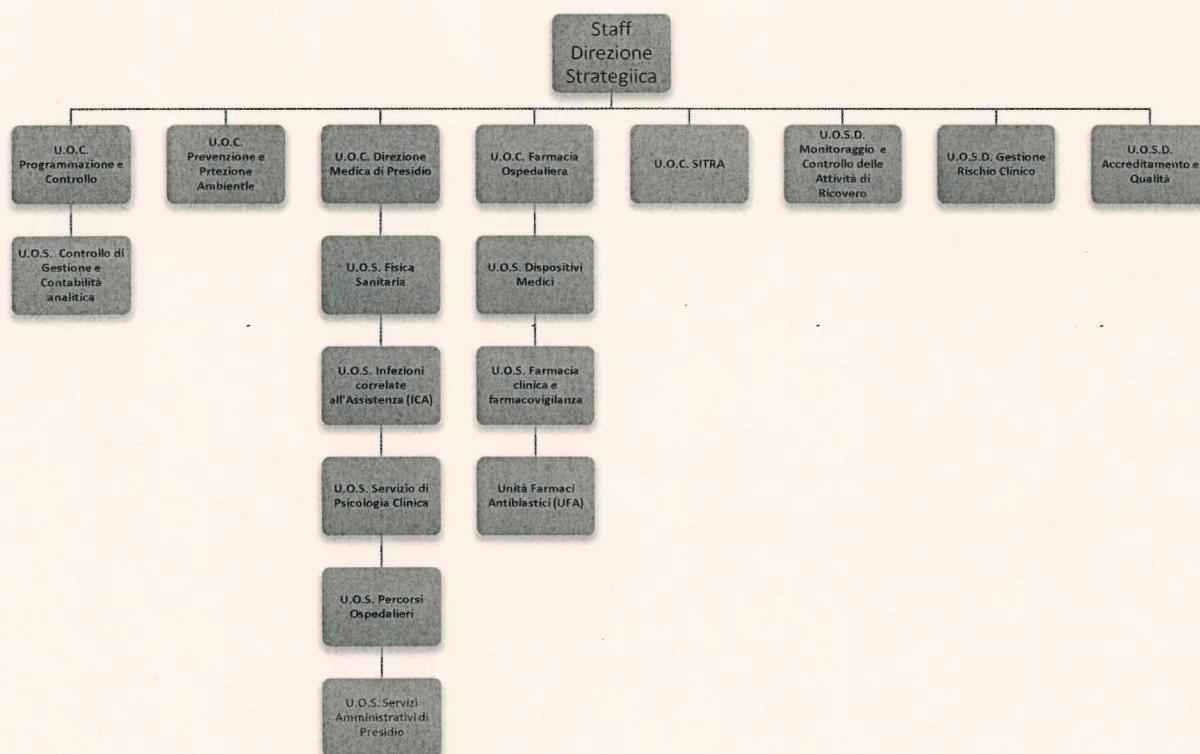 Staff
Direzione
Strategiica
U.O.C.
Programmazione e
Controllo
U.O.C.
Prevenzione e
Prtezione
Ambientle
U.O.C. Direzione
Medica di Presidio
U.O.C. Farmacia
Ospedaliera
U.O.C. SITRA
U.O.S.D.
Monitoraggio e
Controllo delle
Attività di
Ricovero
U.O.S.D. Gestione
Rischio Clinico
U.O.S.D.
Accreditamento e
Qualità
U.O.S. Controllo di
Gestione e
Contabilità
analitica
U.O.S. Fisica
Sanitaria
U.O.S. Dispositivi
Medici
U.O.S. Infezioni
correlate
all'Assistenza (ICA)
U.O.S. Farmacia
clinica e
farmacovigilanza
U.O.S. Servizio di
Psicologia Clinica
Unità Farmaci
Antiblastici (UFA)
U.O.S. Percorsi
Ospedalieri
U.O.S. Servizi
Amministrativi di
Presidio